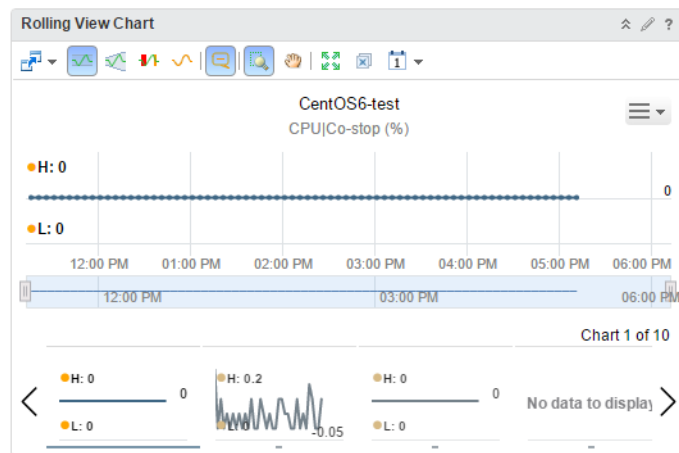 Rolling View Chart ?
1
CentOS6-test
CPU|Co-stop (%)
H: 0
0
L: 0
12:00 PM 01:00 PM 02:00 PM 03:00 PM 04:00 PM 05:00 PM 06:00 PM
12:00 PM 03:00 PM 06:00 PM
Chart 1 of 10
H: 0 H: 0.2 H: 0
0 0
No data to display
L: 0 L: 0 -0.05 L: 0